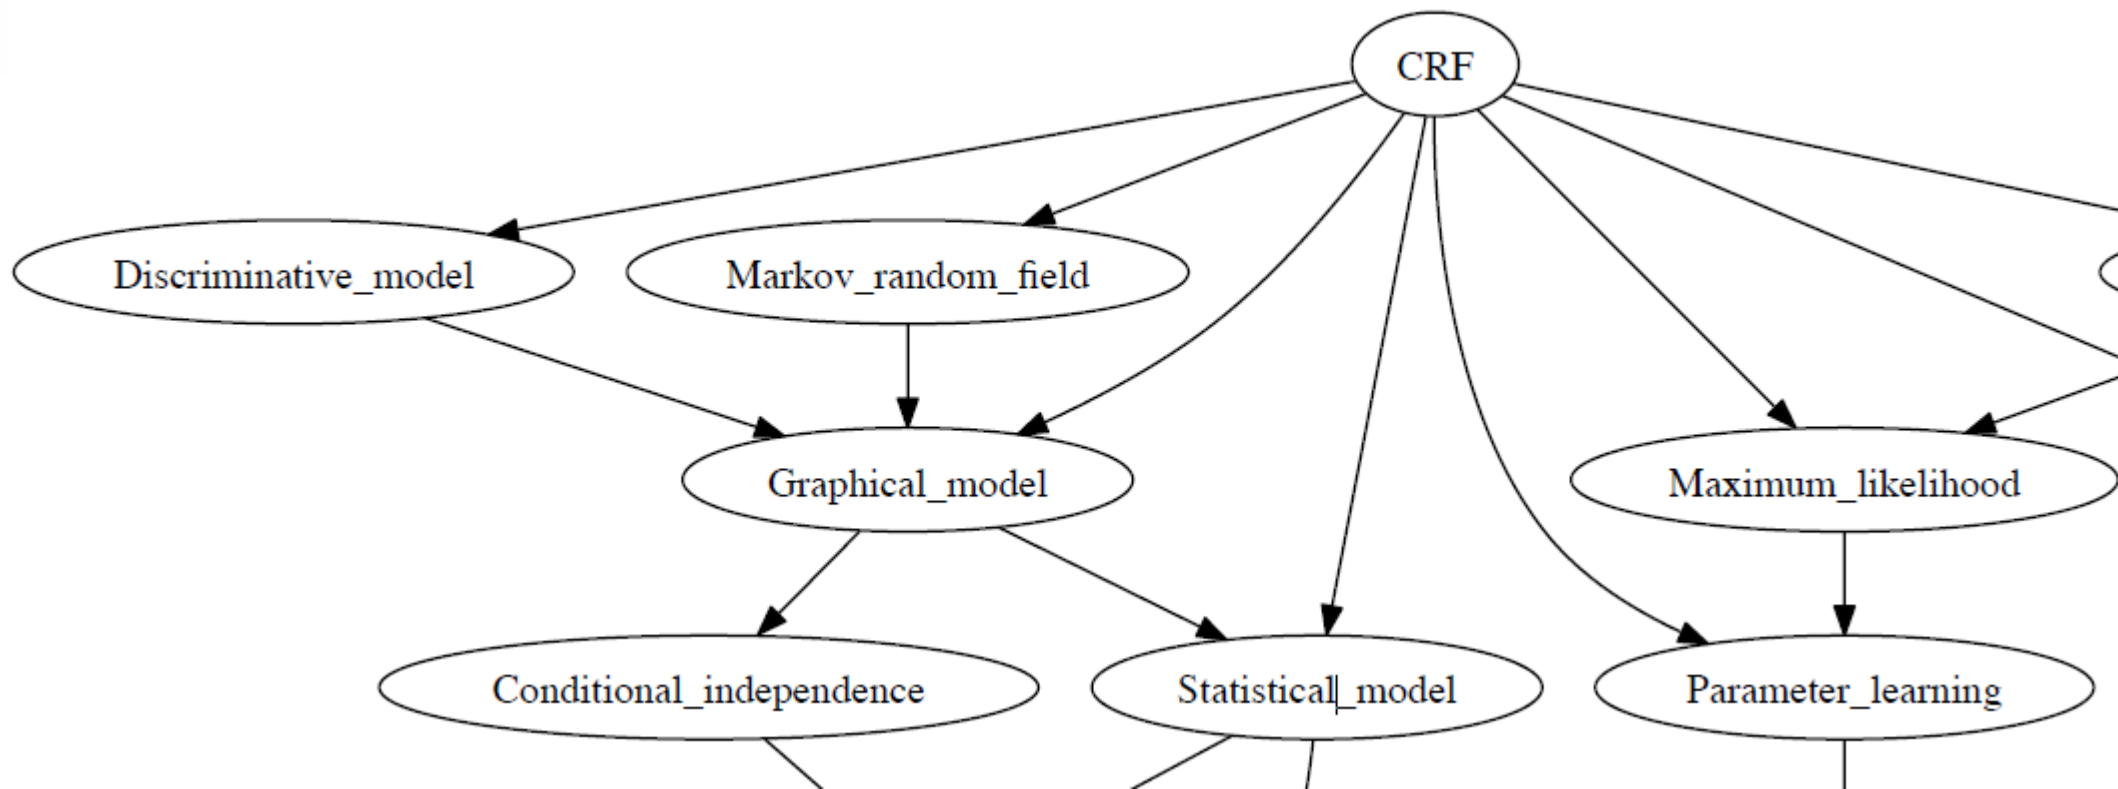 CRF
Discriminative_model
Markov_random_field
Graphical_model
Maximum_likelihood
Conditional_independence
Statistical_model
Parameter_learning